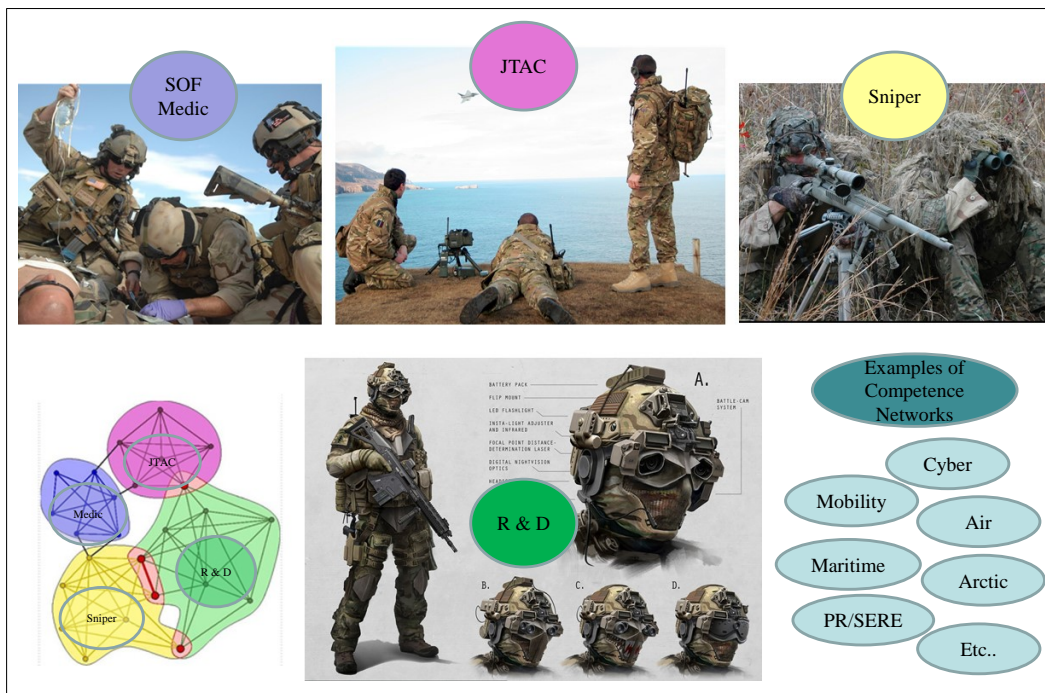 SOF
Medic
JTAC
Sniper
JTAC
Medic
R & D
Sniper
BATTERY PACK
FLIP MOUNT
LED FLASHLIGHT
INSTA-LIGHT ADJUSTER
AND INFRARED
FOCAL POINT DISTANCE-
DETERMINATION LASER
DIGITAL NIGHTVISION
OPTICS
A.
BATTLE-CAM
SYSTEM
R & D
B.
C.
D.
Examples of
Competence
Networks
Cyber
Mobility
Air
Maritime
Arctic
PR/SERE
Etc..